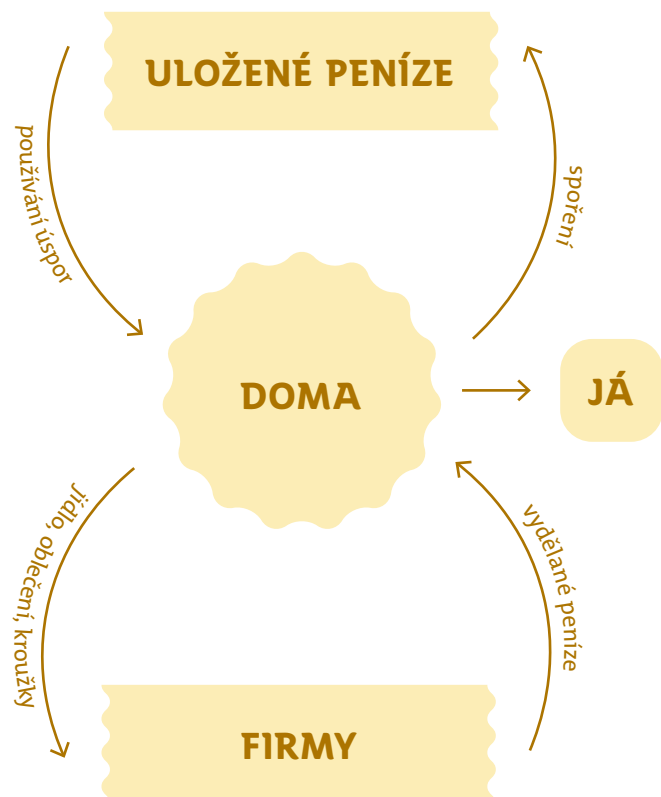 ULOŽENÉ PENÍZE
používání úspor
spoření
DOMA
JÁ
jídlo, oblečení, kroužky
vydělané peníze
FIRMY